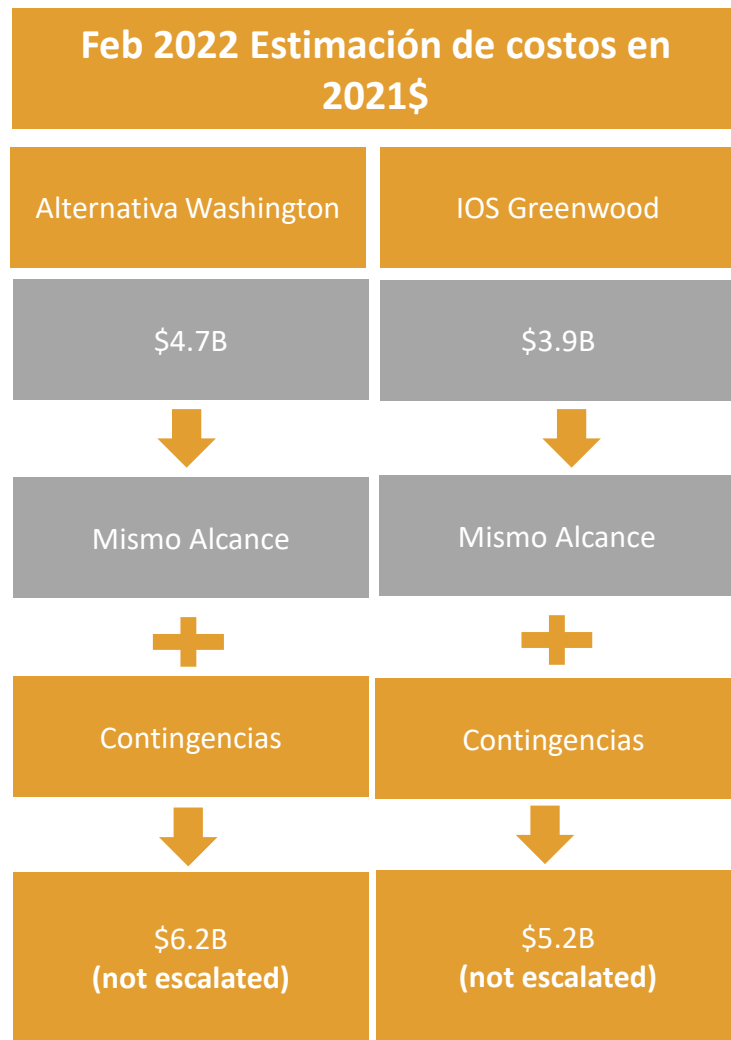 Feb 2022 Estimación de costos en
2021$
Alternativa Washington
IOS Greenwood
$4.7B
$3.9B
Mismo Alcance
Mismo Alcance
Contingencias
Contingencias
$6.2B
(not escalated)
$5.2B
(not escalated)